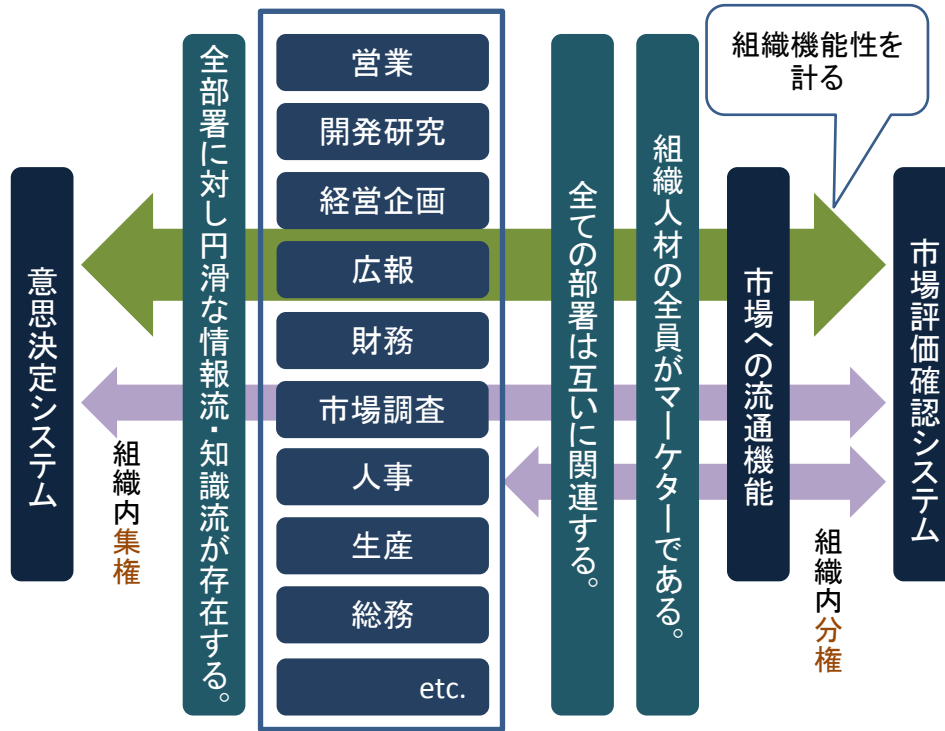 意思決定システム
組織内集権
全部署に対し円滑な情報流・知識流が存在する。
営業
開発研究
経営企画
広報
財務
市場調査
人事
生産
総務
etc.
全ての部署は互いに関連する。
組織人材の全員がマーケターである。
市場への流通機能
組織機能性を
計る
組織内分権
市場評価確認システム